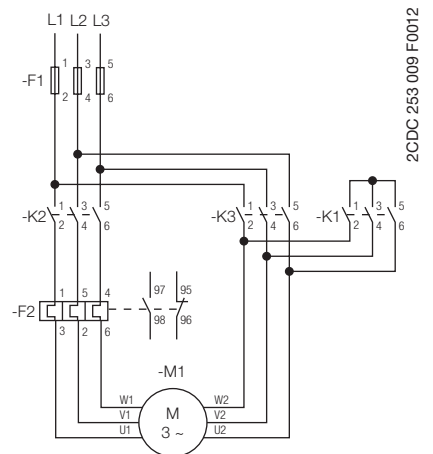 L1 L2 L3
2CDC 253 009 F0012
-F1
1 3 5
2 4 6
-K2
1 3 5
2 4 6
-K3
1 3 5
2 4 6
-K1
1 3 5
2 4 6
-F2
1 5 4
3 2 6
97 95
98 96
-M1
W1 W2
V1 M V2
U1 3 ~ U2